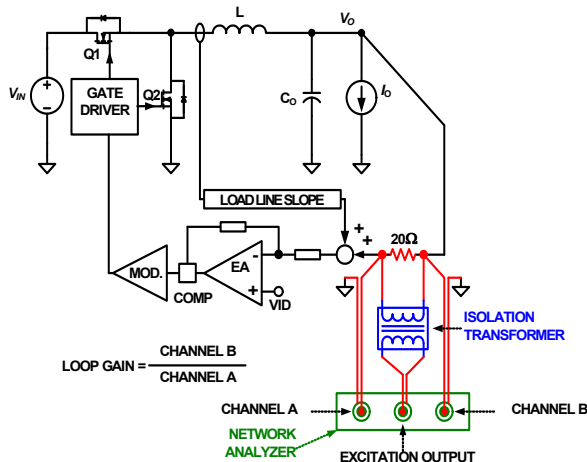 L
V_O
Q1
V_IN
+
−
GATE
DRIVER
Q2
C_O
I_O
LOAD LINE SLOPE
+
+
20Ω
MOD.
EA
-
+
COMP
VID
ISOLATION
TRANSFORMER
LOOP GAIN = CHANNEL B
CHANNEL A
CHANNEL A
CHANNEL B
NETWORK
ANALYZER
EXCITATION OUTPUT